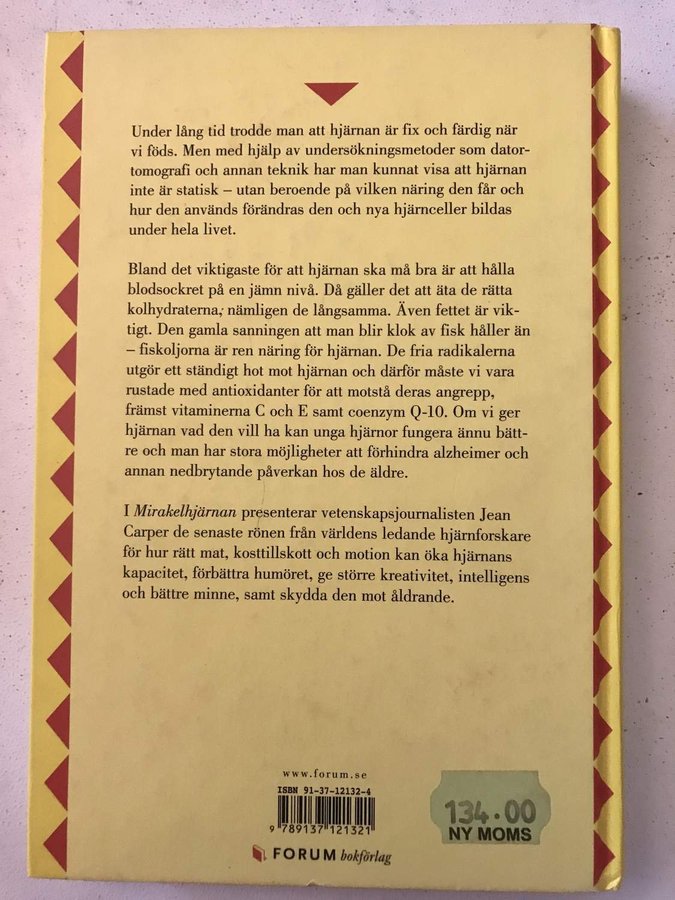 Under lång tid trodde man att hjärnan är fix och färdig när
vi föds. Men med hjälp av undersökningsmetoder som dator-
tomografi och annan teknik har man kunnat visa att hjärnan
inte är statisk – utan beroende på vilken näring den får och
hur den används förändras den och nya hjärnceller bildas
under hela livet.
Bland det viktigaste för att hjärnan ska må bra är att hålla
blodsockret på en jämn nivå. Då gäller det att äta de rätta
kolhydraterna, nämligen de långsamma. Även fettet är vik-
tigt. Den gamla sanningen att man blir klok av fisk håller än
– fiskoljorna är ren näring för hjärnan. De fria radikalerna
utgör ett ständigt hot mot hjärnan och därför måste vi vara
rustade med antioxidanter för att motstå deras angrepp,
främst vitaminerna C och E samt coenzym Q-10. Om vi ger
hjärnan vad den vill ha kan unga hjärnor fungera ännu bätt-
re och man har stora möjligheter att förhindra alzheimer och
annan nedbrytande påverkan hos de äldre.
I Mirakelhjärnan presenterar vetenskapsjournalisten Jean
Carper de senaste rönen från världens ledande hjärnforskare
för hur rätt mat, kosttillskott och motion kan öka hjärnans
kapacitet, förbättra humöret, ge större kreativitet, intelligens
och bättre minne, samt skydda den mot åldrande.
www.forum.se
ISBN 91-37-12132-4
9 789137 121321
FORUM bokförlag
134.00
NY MOMS